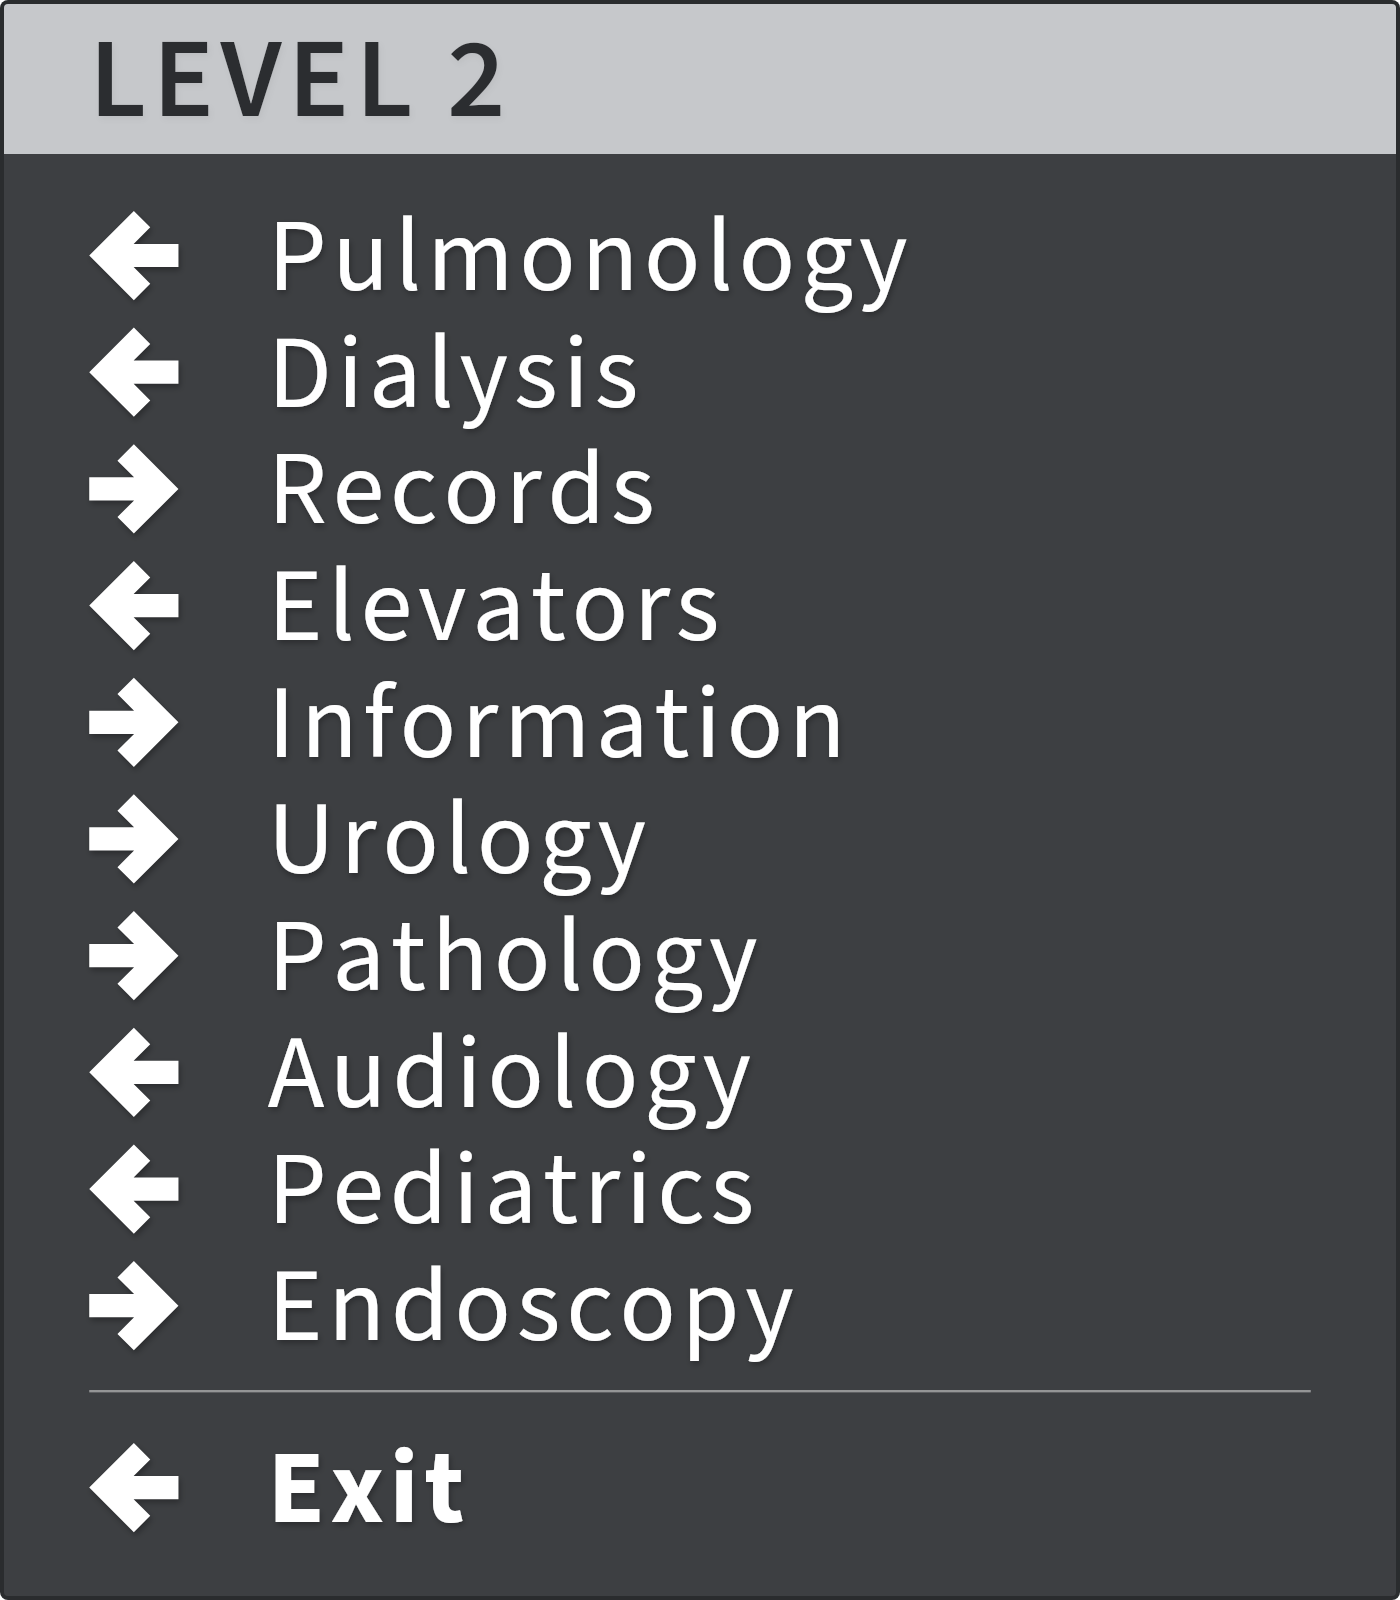 LEVEL 2
Pulmonology
Dialysis
Records
Elevators
Information
Urology
Pathology
Audiology
Pediatrics
Endoscopy
Exit